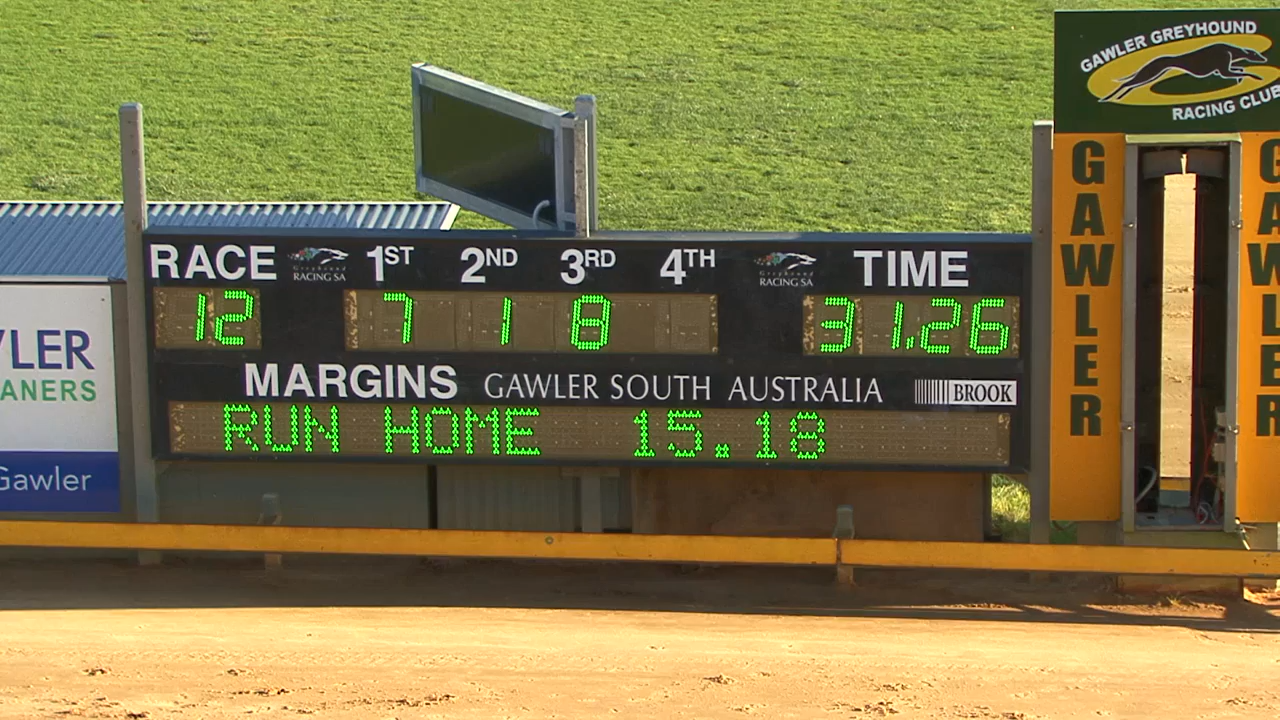 GAWLER GREYHOUND
RACING CLUB
GAWLER
RACE
Greyhound
RACING SA
1ST 2ND 3RD 4TH
Greyhound
RACING SA
TIME
12 7 1 8 31.26
MARGINS GAWLER SOUTH AUSTRALIA BROOK
RUN HOME 15.18
LER
ANERS
Gawler
GAWLER